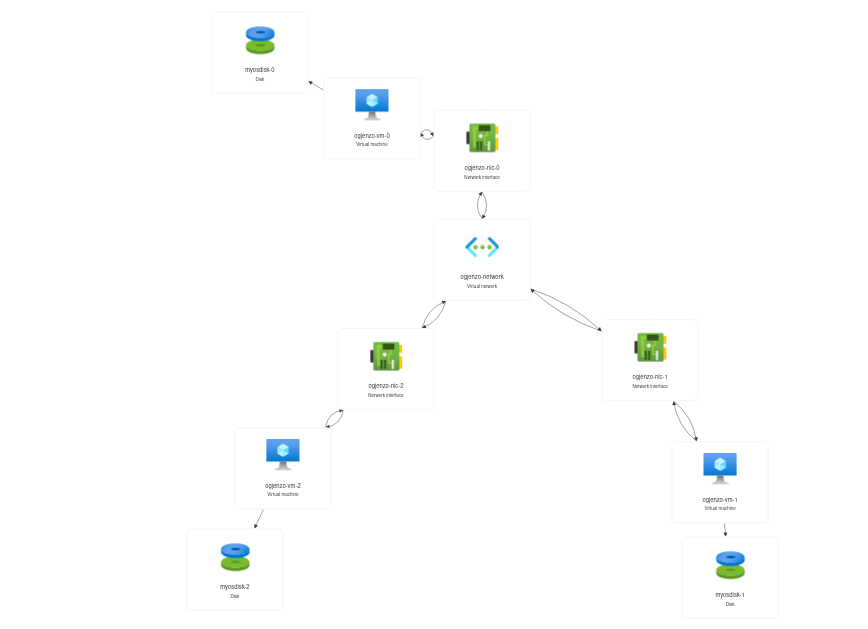 myosdisk-0
Disk
ogjenzo-vm-0
Virtual machine
ogjenzo-nic-0
Network interface
ogjenzo-network
Virtual network
ogjenzo-nic-2
Network interface
ogjenzo-nic-1
Network interface
ogjenzo-vm-2
Virtual machine
ogjenzo-vm-1
Virtual machine
myosdisk-2
Disk
myosdisk-1
Disk